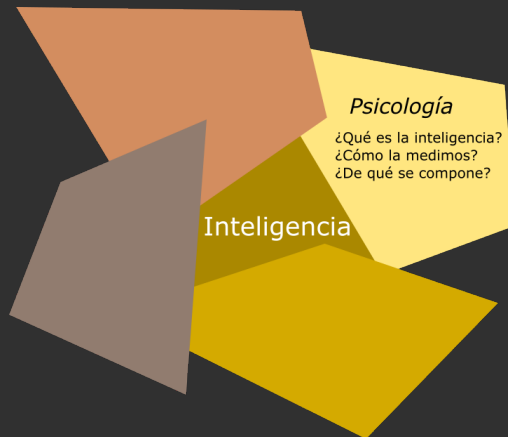 Psicología
¿Qué es la inteligencia?
¿Cómo la medimos?
¿De qué se compone?
Inteligencia